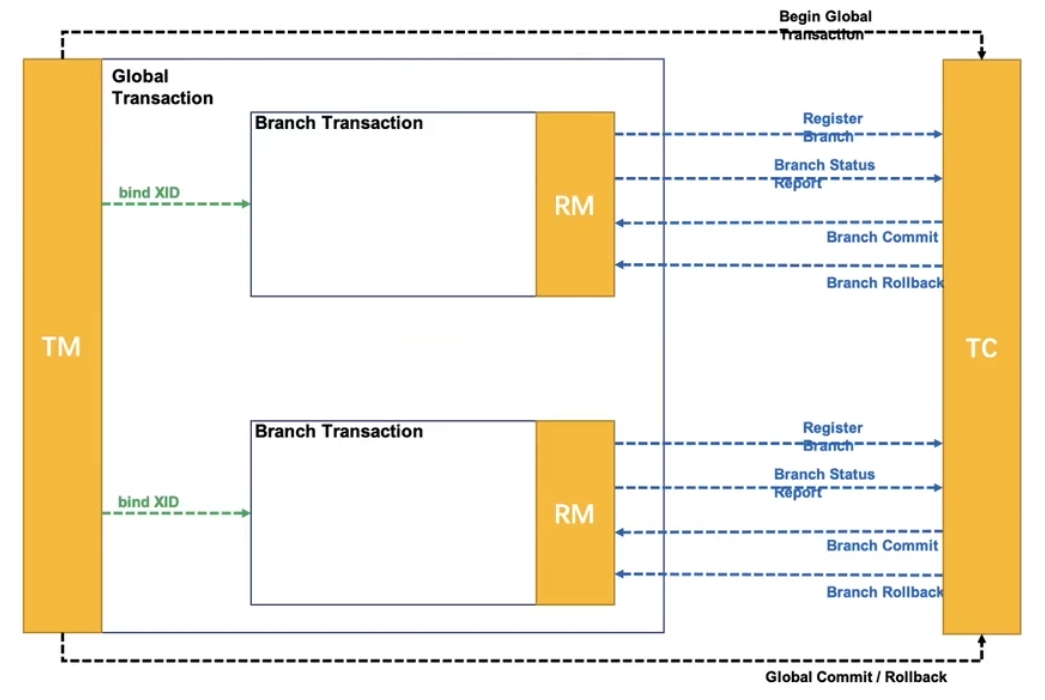 Begin Global
Transaction
Global
Transaction
Branch Transaction
Register
Branch
Branch Status
Report
bind XID
RM
Branch Commit
Branch Rollback
TM
TC
Branch Transaction
Register
Branch
Branch Status
Report
bind XID
RM
Branch Commit
Branch Rollback
Global Commit / Rollback